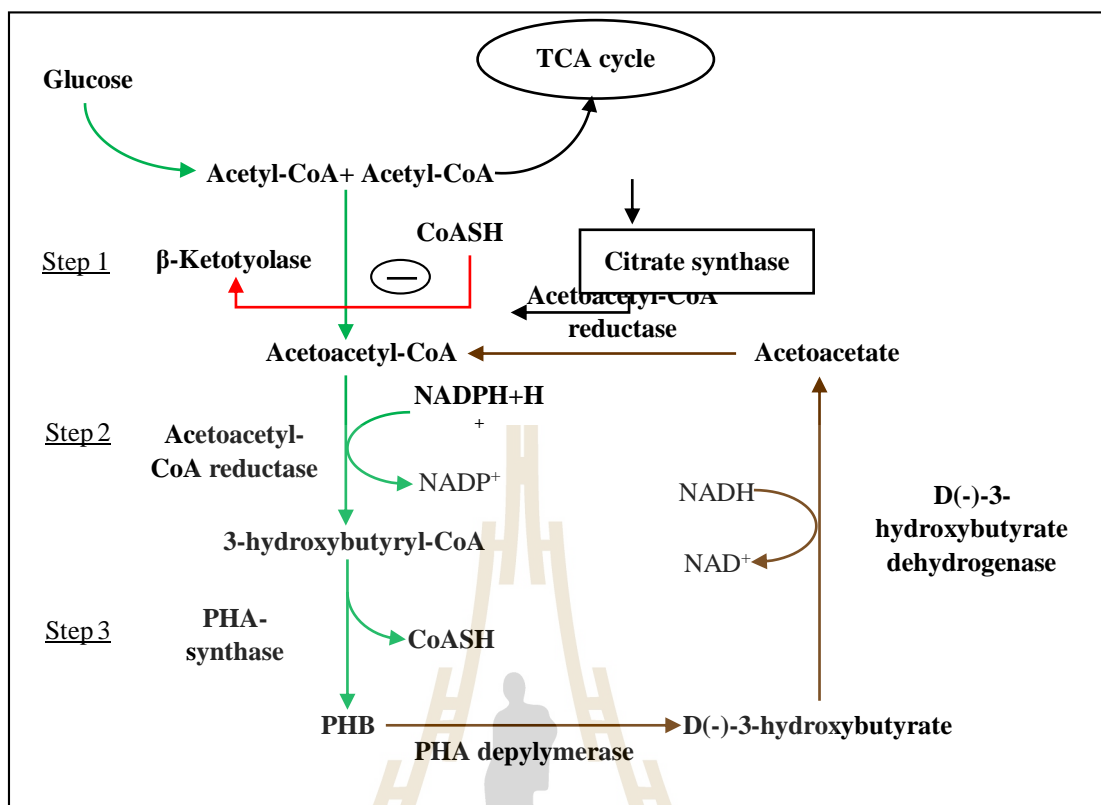 TCA cycle
Glucose
Acetyl-CoA+ Acetyl-CoA
CoASH
Step 1
β-Ketotyolase
Citrate synthase
Acetoacetyl-CoA
reductase
Acetoacetyl-CoA
Acetoacetate
NADPH+H
+
Step 2
Acetoacetyl-
CoA reductase
NADP+
NADH
D(-)-3-
hydroxybutyrate
dehydrogenase
3-hydroxybutyryl-CoA
NAD+
Step 3
PHA-
synthase
CoASH
PHB
D(-)-3-hydroxybutyrate
PHA depylymerase